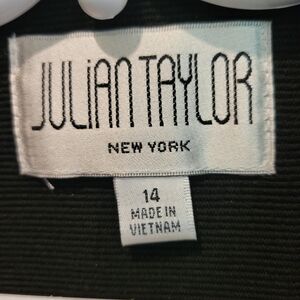 JULiAN TAYLOR
NEW YORK
14
MADE IN
VIETNAM